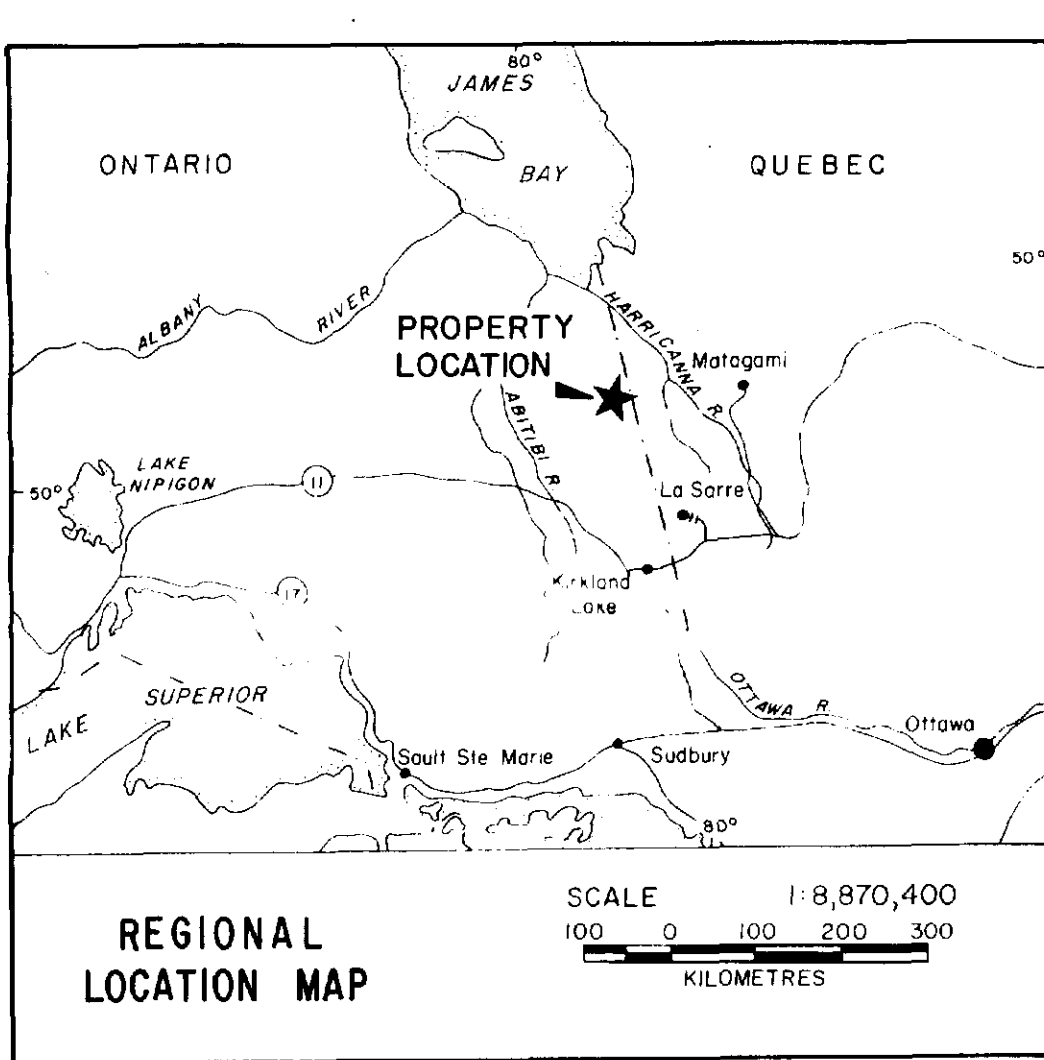 80°
JAMES
BAY
ONTARIO
QUEBEC
50°
ALBANY RIVER
HARRICANNA R.
PROPERTY
LOCATION
Matagami
ABITIBI R.
LAKE
NIPIGON
50°
11
La Sarre
17
Kirkland
Lake
LAKE SUPERIOR
OTTAWA R.
Ottawa
Sault Ste Marie
Sudbury
80°
REGIONAL
LOCATION MAP
SCALE 1:8,870,400
100 0 100 200 300
KILOMETRES